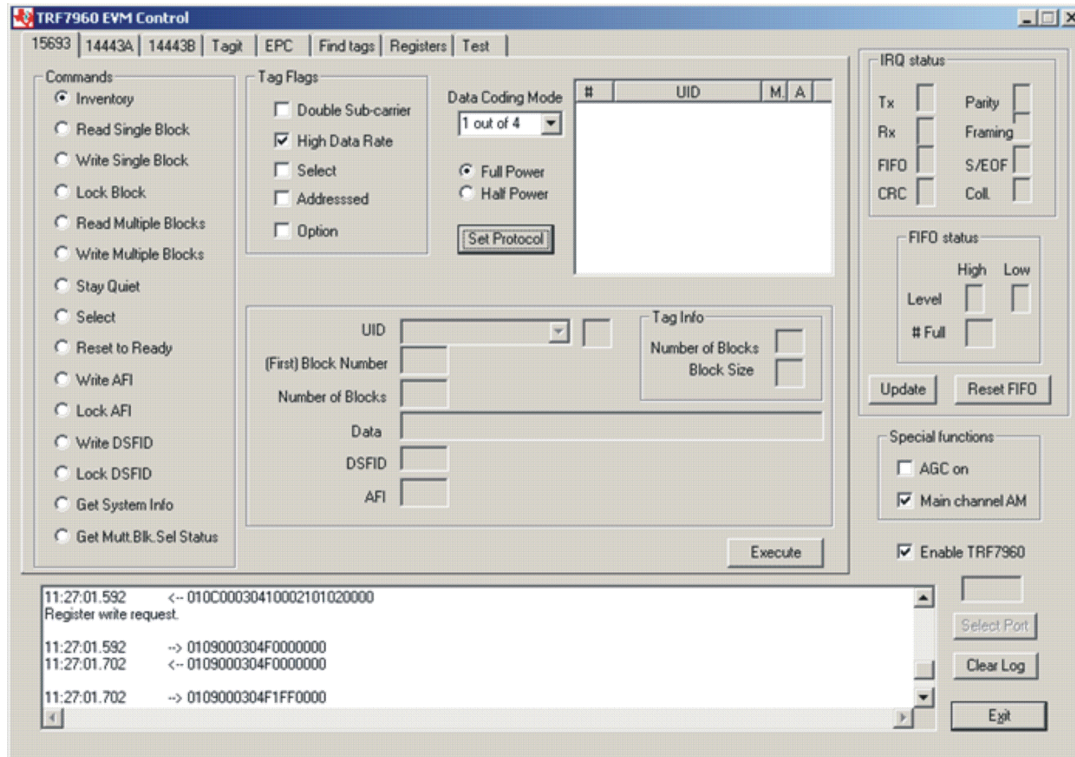 TRF7960 EVM Control
15693 14443A 14443B Tagit EPC Find tags Registers Test
Commands
Inventory
Read Single Block
Write Single Block
Lock Block
Read Multiple Blocks
Write Multiple Blocks
Stay Quiet
Select
Reset to Ready
Write AFI
Lock AFI
Write DSFID
Lock DSFID
Get System Info
Get Mutt.Blk.Sel Status
Tag Flags
Double Sub-carrier
High Data Rate
Select
Addresssed
Option
Data Coding Mode
1 out of 4
Full Power
Half Power
Set Protocol
# UID M. A
UID
(First) Block Number
Number of Blocks
Data
DSFID
AFI
Tag Info
Number of Blocks
Block Size
Execute
IRQ status
Tx Parity
Rx Framing
FIFO S/EOF
CRC Coll.
FIFO status
High Low
Level
# Full
Update Reset FIFO
Special functions
AGC on
Main channel AM
Enable TRF7960
Select Port
Clear Log
Exit
11:27:01.592 <-- 010C00030410002101020000
Register write request.
11:27:01.592 --> 0109000304F0000000
11:27:01.702 <-- 0109000304F0000000
11:27:01.702 --> 0109000304F1FF0000